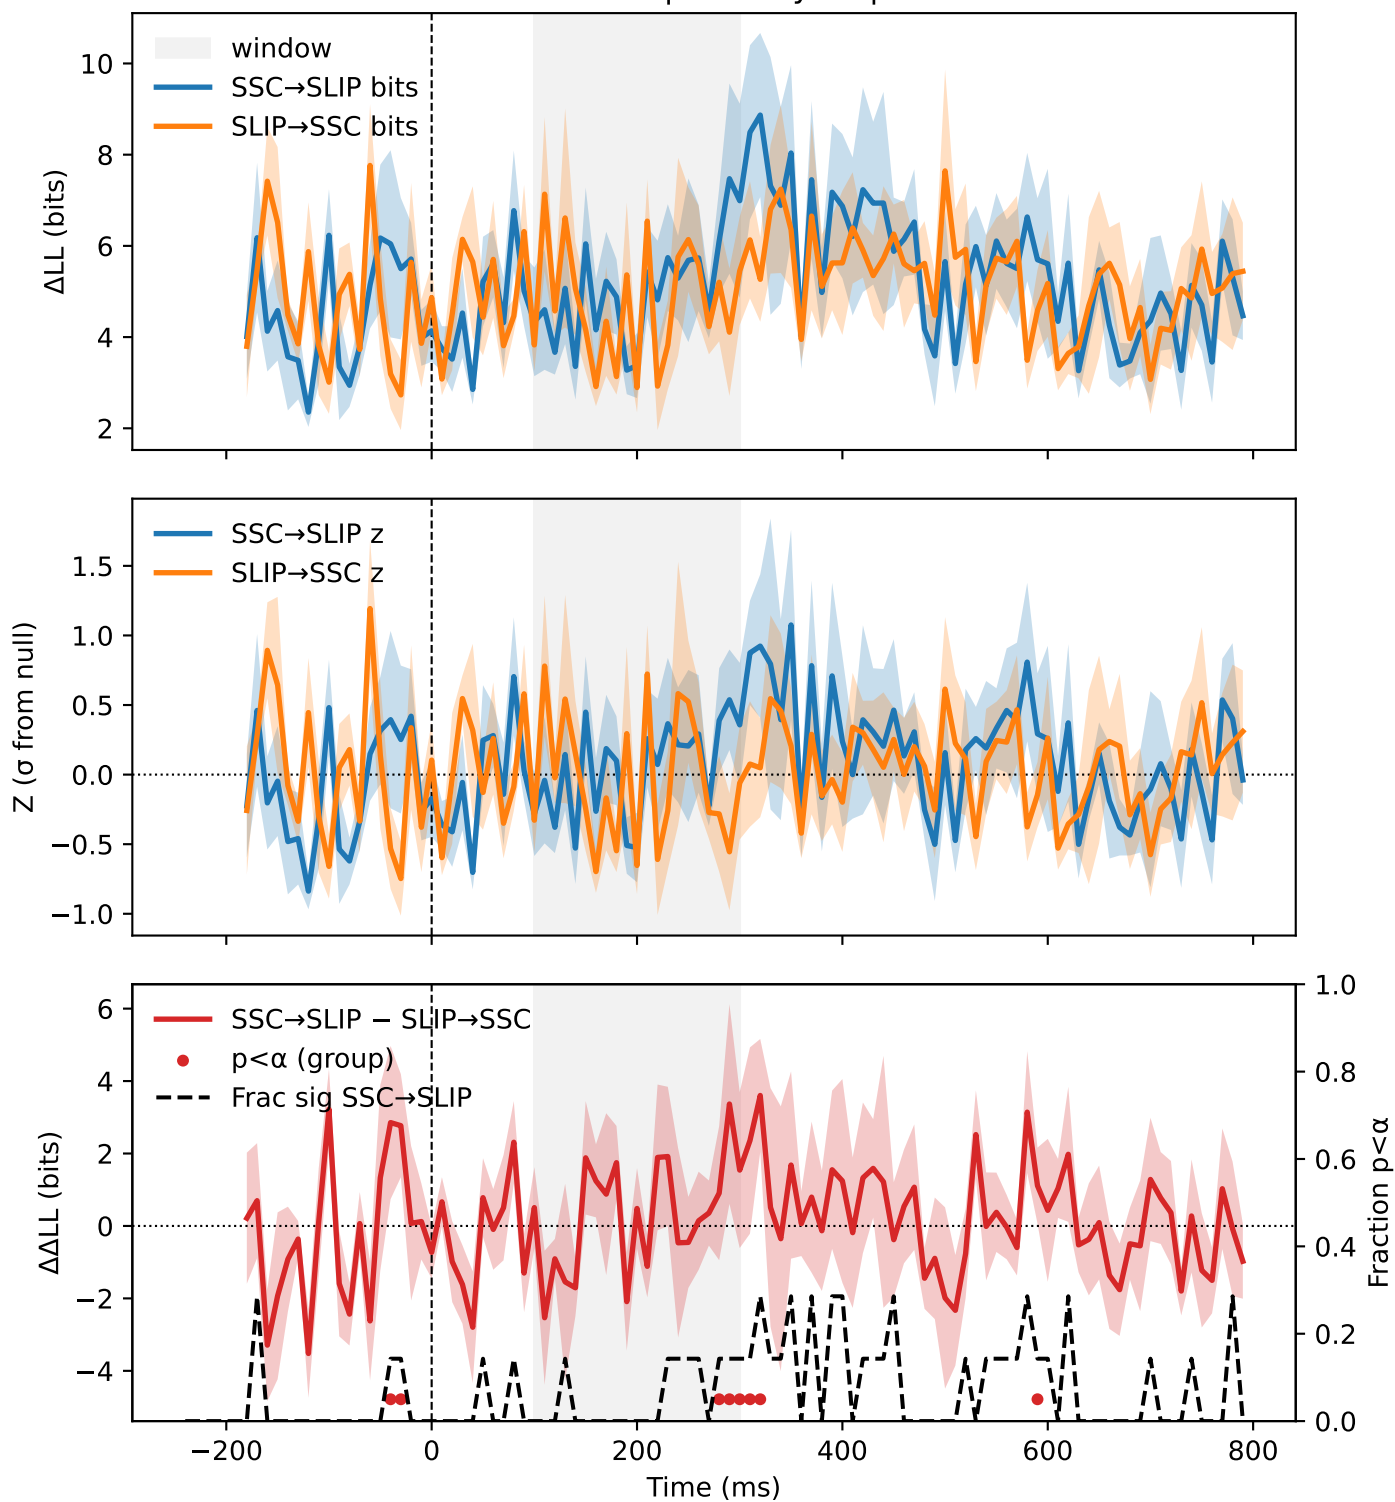 window
SSC→SLIP bits
SLIP→SSC bits
ΔLL (bits)
10
8
6
4
2
SSC→SLIP z
SLIP→SSC z
Z (σ from null)
1.5
1.0
0.5
0.0
−0.5
−1.0
SSC→SLIP − SLIP→SSC
p<α (group)
Frac sig SSC→SLIP
ΔΔLL (bits)
6
4
2
0
−2
−4
1.0
0.8
0.6
0.4
0.2
0.0
Fraction p<α
−200
0
200
400
600
800
Time (ms)